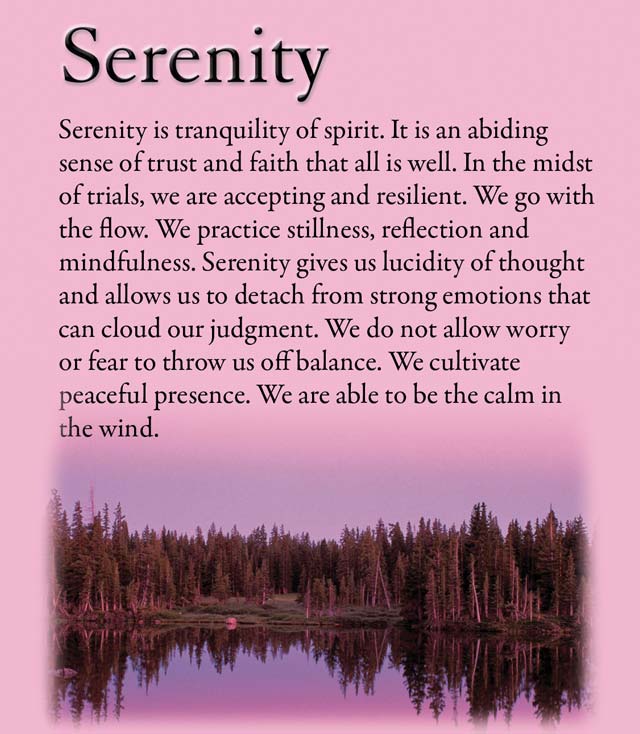 Serenity
Serenity is tranquility of spirit. It is an abiding
sense of trust and faith that all is well. In the midst
of trials, we are accepting and resilient. We go with
the flow. We practice stillness, reflection and
mindfulness. Serenity gives us lucidity of thought
and allows us to detach from strong emotions that
can cloud our judgment. We do not allow worry
or fear to throw us off balance. We cultivate
peaceful presence. We are able to be the calm in
the wind.